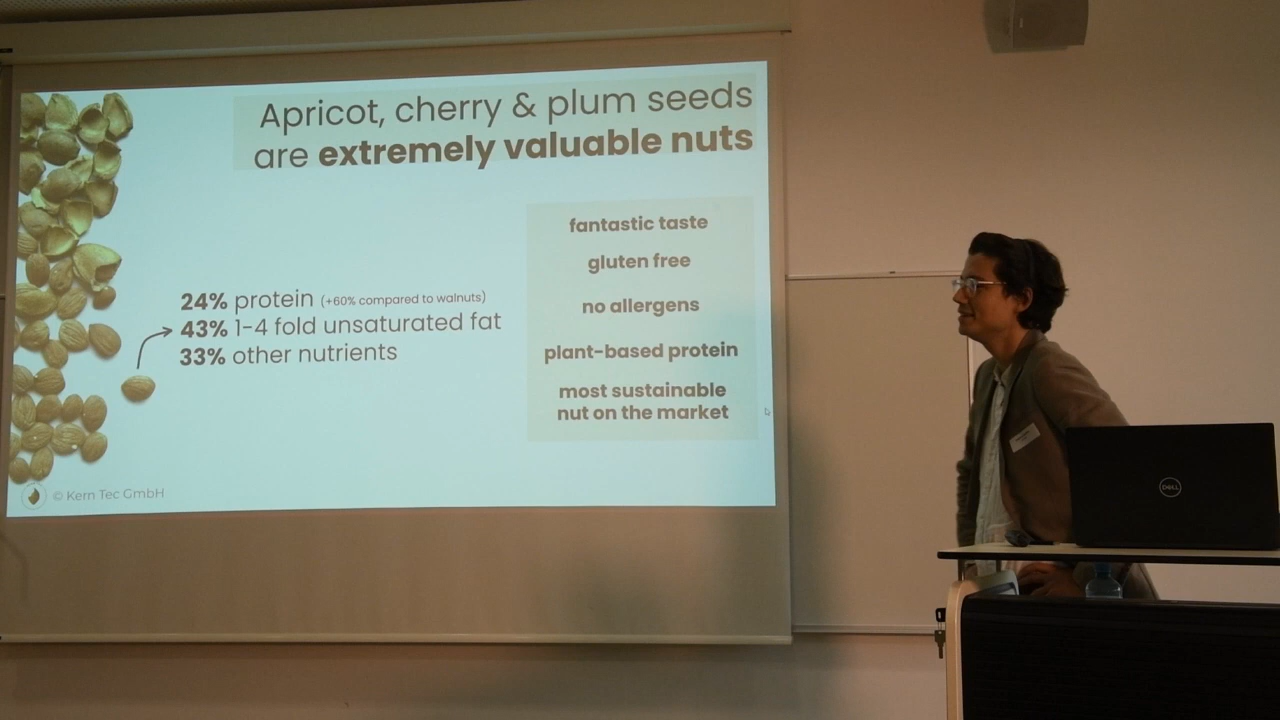 Apricot, cherry & plum seeds
are extremely valuable nuts
24% protein (+60% compared to walnuts)
43% 1-4 fold unsaturated fat
33% other nutrients
fantastic taste
gluten free
no allergens
plant-based protein
most sustainable
nut on the market
© Kern Tec GmbH
DELL